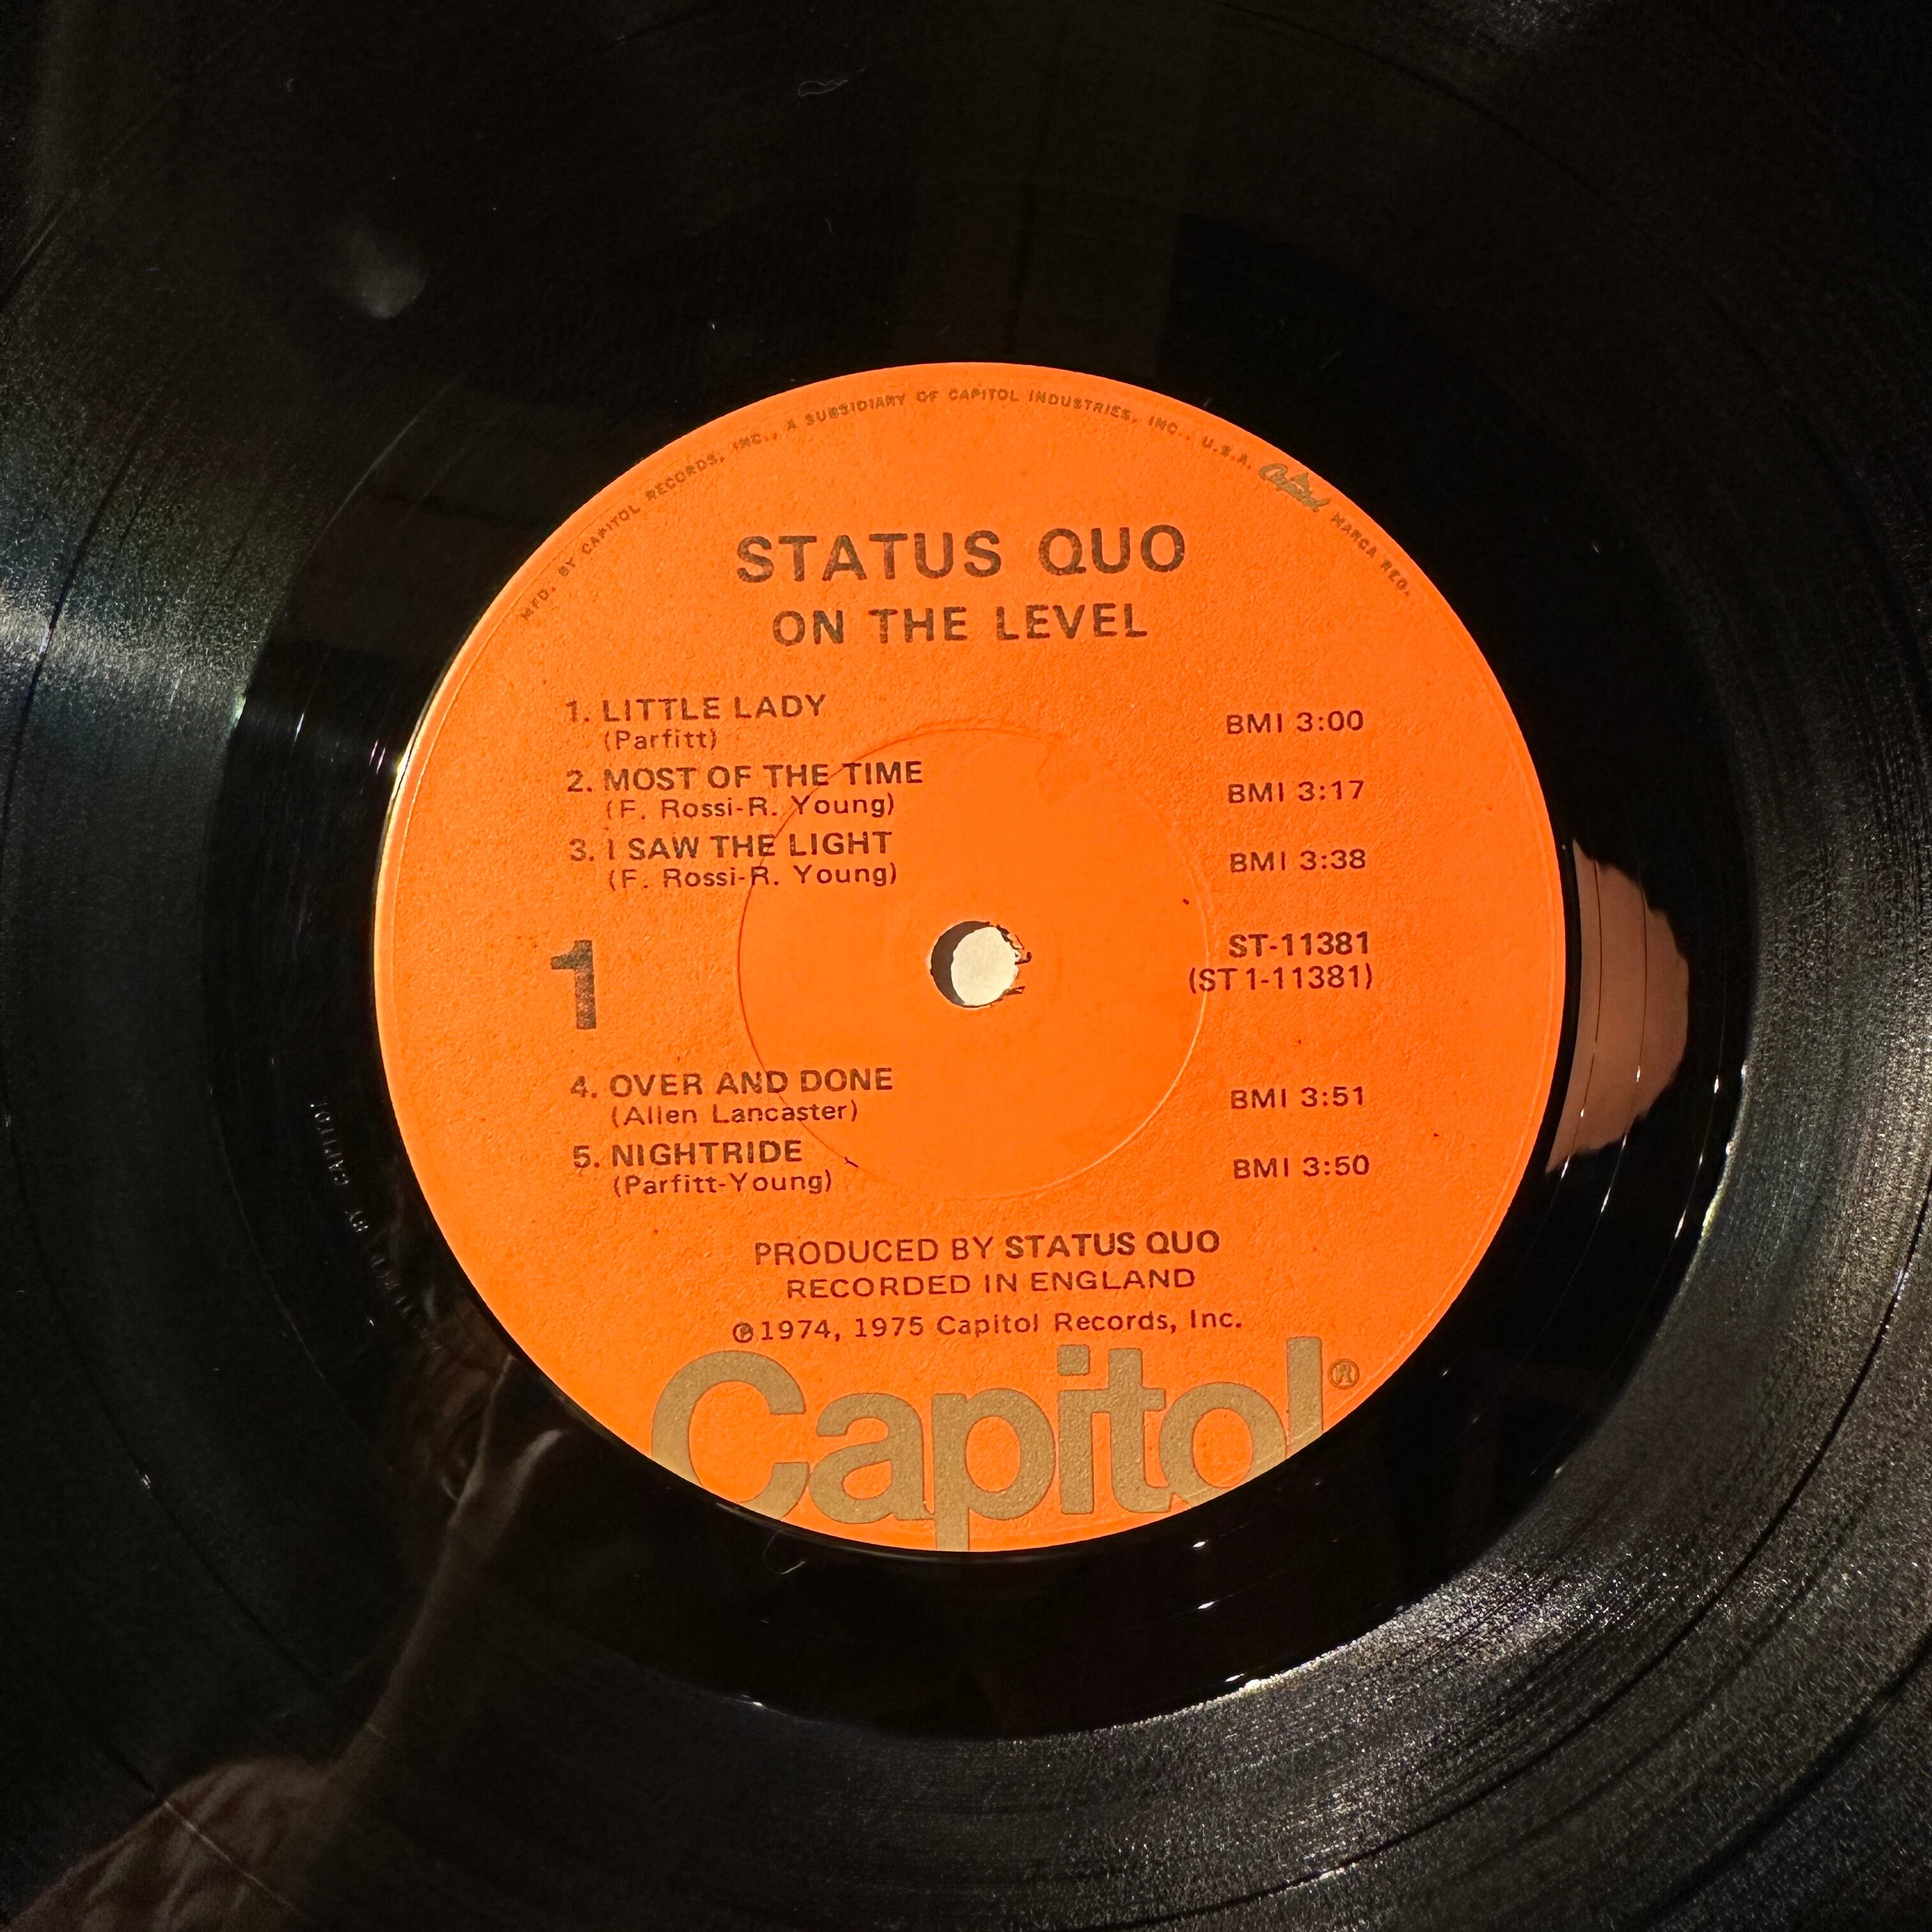 MFD. BY CAPITOL RECORDS, INC., A SUBSIDIARY OF CAPITOL INDUSTRIES, INC., U.S.A. Capitol MARCA REG.
STATUS QUO
ON THE LEVEL
1. LITTLE LADY BMI 3:00
(Parfitt)
2. MOST OF THE TIME BMI 3:17
(F. Rossi-R. Young)
3. I SAW THE LIGHT BMI 3:38
(F. Rossi-R. Young)
1
ST-11381
(ST 1-11381)
4. OVER AND DONE BMI 3:51
(Allen Lancaster)
5. NIGHTRIDE BMI 3:50
(Parfitt-Young)
PRODUCED BY STATUS QUO
RECORDED IN ENGLAND
℗1974, 1975 Capitol Records, Inc.
Capitol®
BY CAPITOL